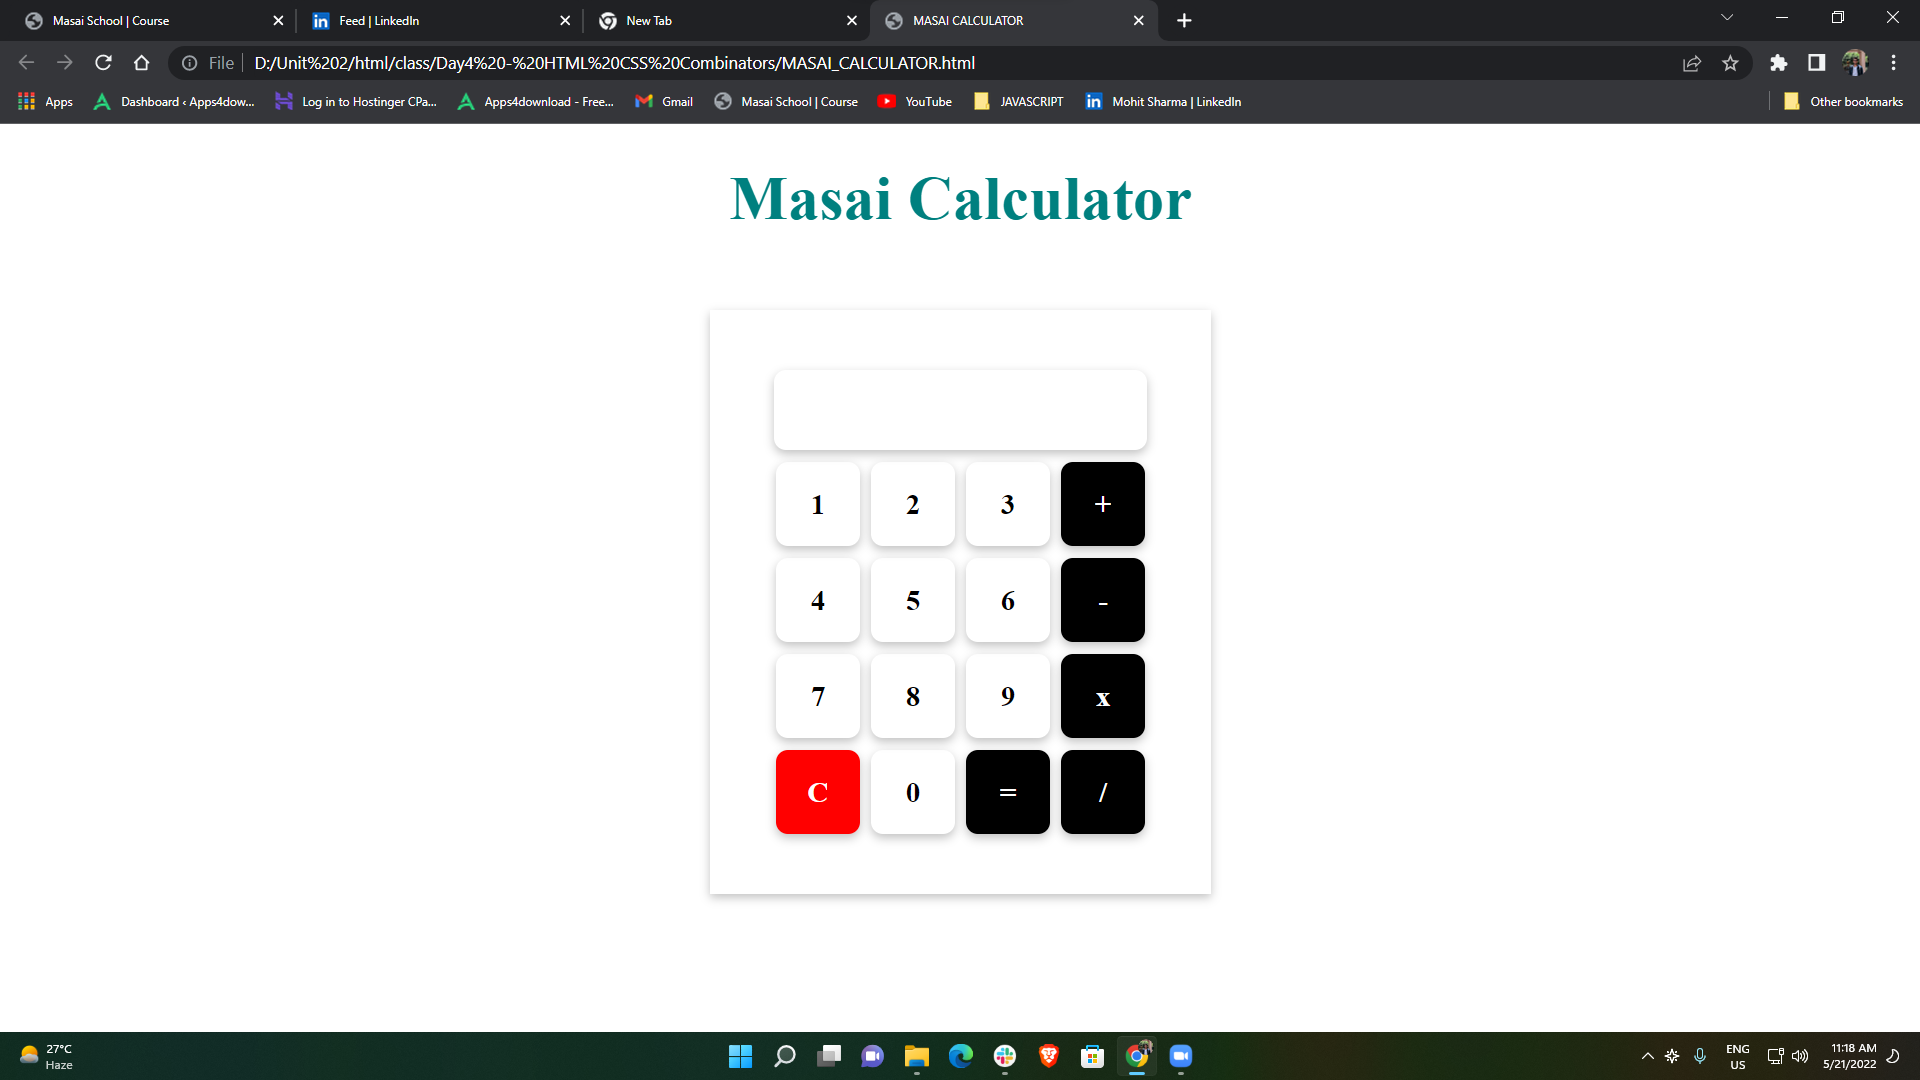 Masai School | Course
Feed | LinkedIn
New Tab
MASAI CALCULATOR
File
D:/Unit%202/html/class/Day4%20-%20HTML%20CSS%20Combinators/MASAI_CALCULATOR.html
Apps
Dashboard ‹ Apps4dow...
Log in to Hostinger CPa...
Apps4download - Free...
Gmail
Masai School | Course
YouTube
JAVASCRIPT
Mohit Sharma | LinkedIn
Other bookmarks
Masai Calculator
1 2 3 +
4 5 6 -
7 8 9 x
C 0 = /
27°C
Haze
ENG
US
11:18 AM
5/21/2022